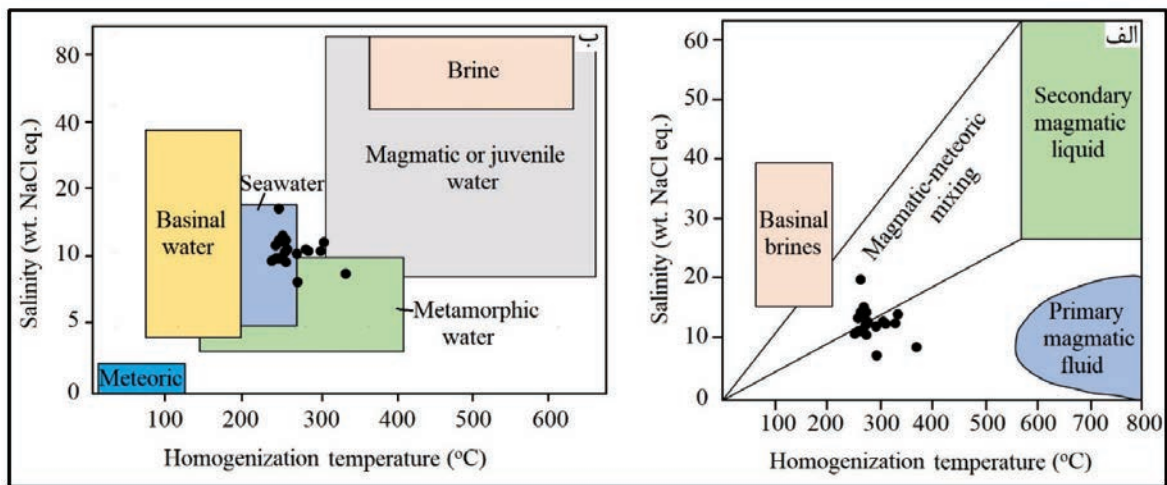 ب
80
40
20
10
5
0
Salinity (wt. NaCl eq.)
Brine
Magmatic or juvenile
water
Seawater
Basinal
water
Metamorphic
water
Meteoric
100 200 300 400 600
Homogenization temperature (°C)
الف
60
50
40
30
20
10
0
Salinity (wt. NaCl eq.)
Secondary
magmatic
liquid
Magmatic-meteoric
mixing
Basinal
brines
Primary
magmatic
fluid
100 200 300 400 500 600 700 800
Homogenization temperature (°C)